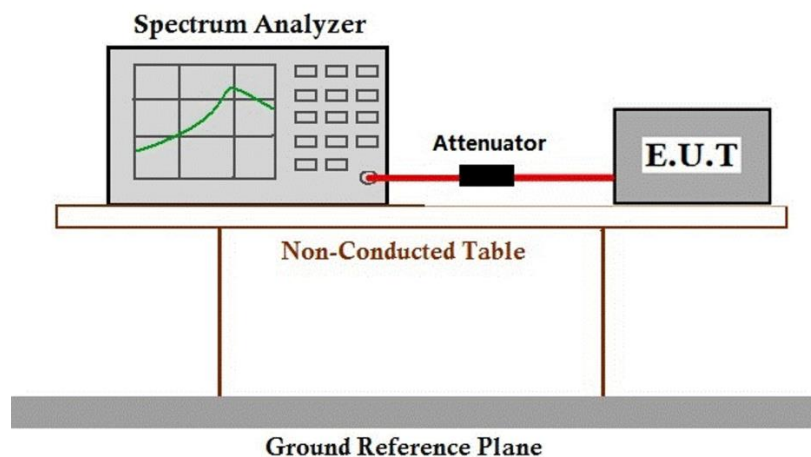 Spectrum Analyzer
Attenuator
E.U.T
Non-Conducted Table
Ground Reference Plane